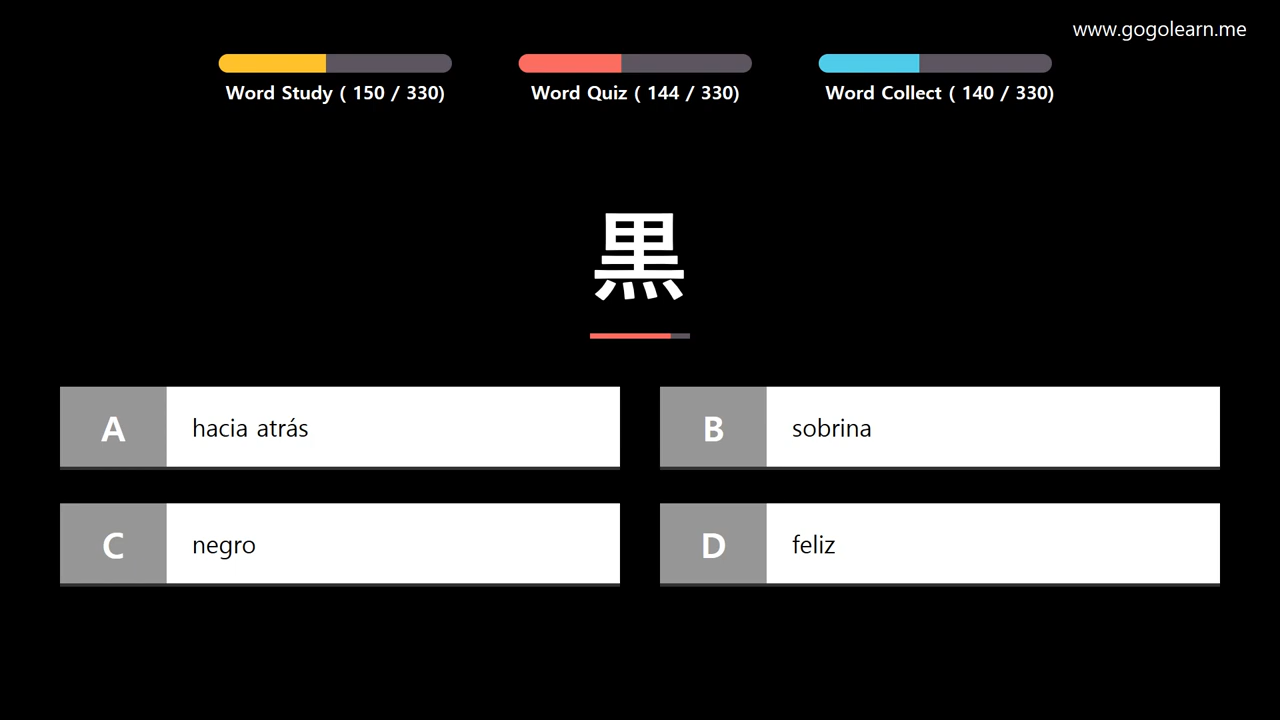 www.gogolearn.me
Word Study ( 150 / 330)
Word Quiz ( 144 / 330)
Word Collect ( 140 / 330)
黒
A hacia atrás
B sobrina
C negro
D feliz